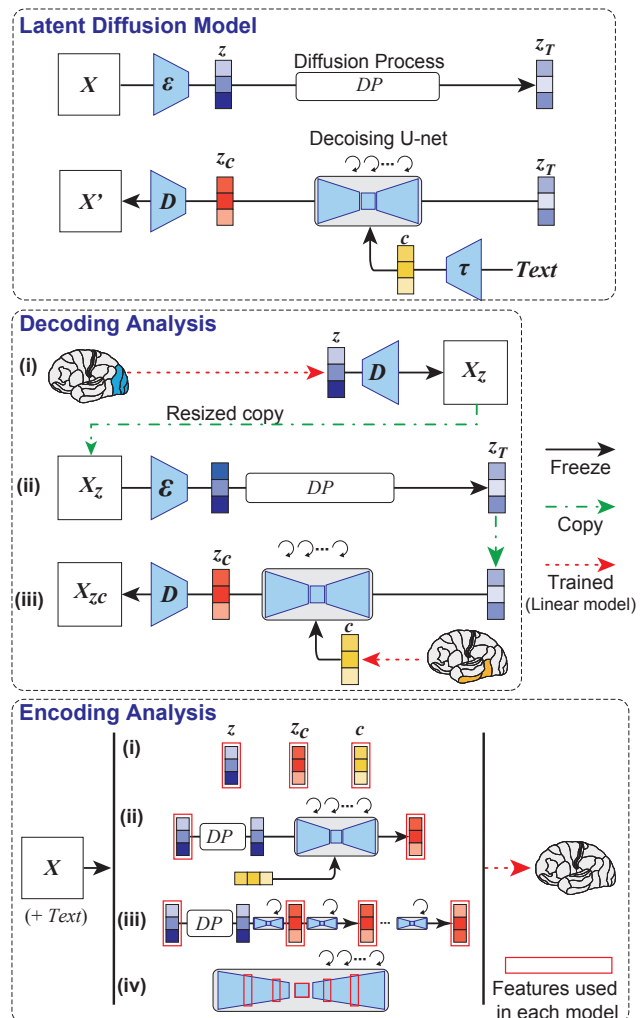 Latent Diffusion Model
X
ε
z
Diffusion Process
DP
z_T
Decoising U-net
X'
D
z_c
z_T
c
τ
Text
Decoding Analysis
(i)
z
D
X_z
Resized copy
(ii)
X_z
ε
DP
z_T
Freeze
Copy
(iii)
X_zc
D
z_c
c
Trained
(Linear model)
Encoding Analysis
(i)
z
z_c
c
(ii)
DP
X
(+ Text)
(iii)
DP
(iv)
Features used
in each model